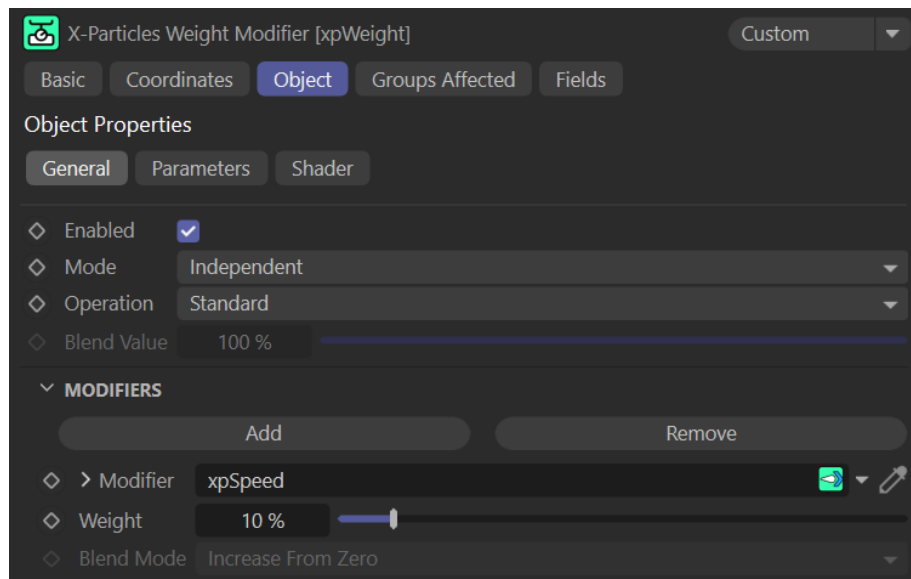 X-Particles Weight Modifier [xpWeight] Custom
Basic Coordinates Object Groups Affected Fields
Object Properties
General Parameters Shader
Enabled
Mode Independent
Operation Standard
Blend Value 100 %
MODIFIERS
Add Remove
Modifier xpSpeed
Weight 10 %
Blend Mode Increase From Zero